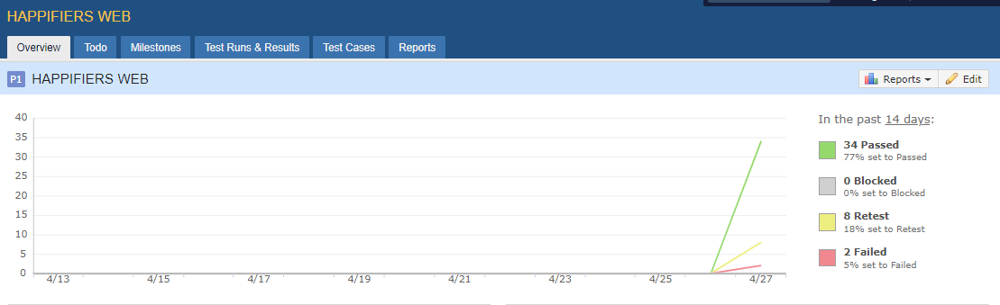 HAPPIFIERS WEB
Overview Todo Milestones Test Runs & Results Test Cases Reports
P1 HAPPIFIERS WEB Reports Edit
In the past 14 days:
40
35
30
25
20
15
10
5
0
4/13 4/15 4/17 4/19 4/21 4/23 4/25 4/27
34 Passed
77% set to Passed
0 Blocked
0% set to Blocked
8 Retest
18% set to Retest
2 Failed
5% set to Failed